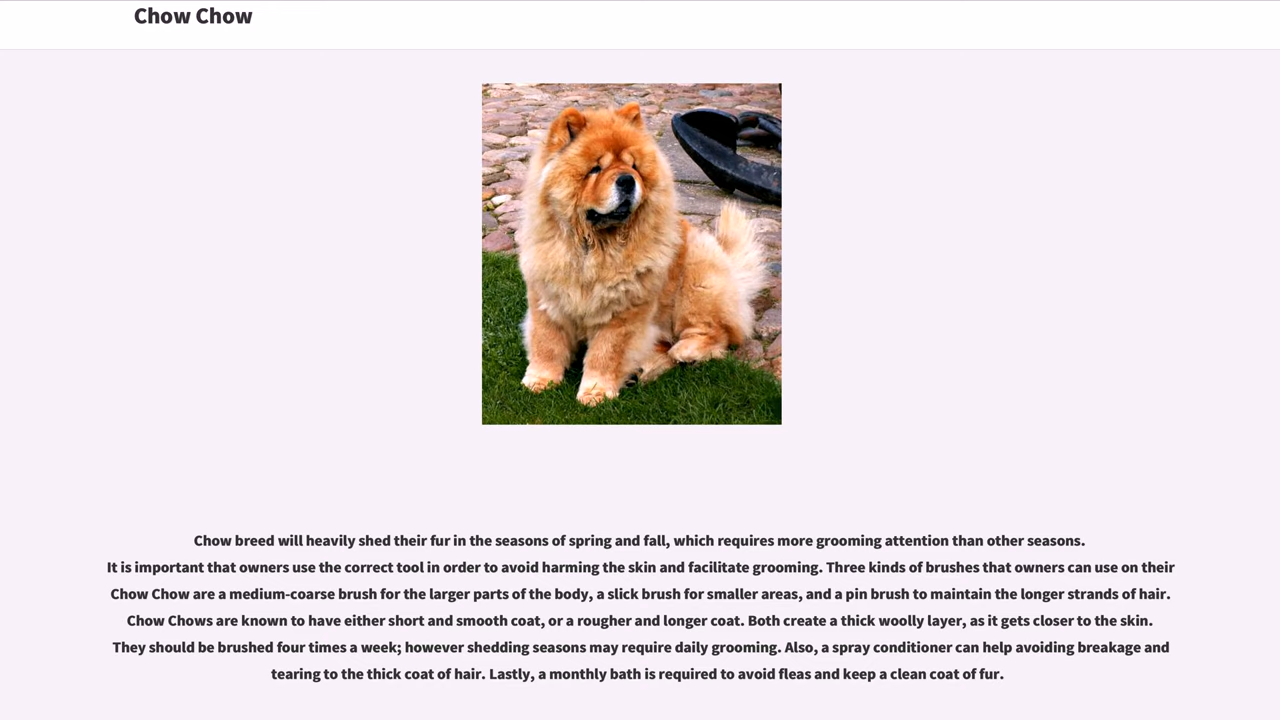 Chow Chow
Chow breed will heavily shed their fur in the seasons of spring and fall, which requires more grooming attention than other seasons.
It is important that owners use the correct tool in order to avoid harming the skin and facilitate grooming. Three kinds of brushes that owners can use on their
Chow Chow are a medium-coarse brush for the larger parts of the body, a slick brush for smaller areas, and a pin brush to maintain the longer strands of hair.
Chow Chows are known to have either short and smooth coat, or a rougher and longer coat. Both create a thick woolly layer, as it gets closer to the skin.
They should be brushed four times a week; however shedding seasons may require daily grooming. Also, a spray conditioner can help avoiding breakage and
tearing to the thick coat of hair. Lastly, a monthly bath is required to avoid fleas and keep a clean coat of fur.